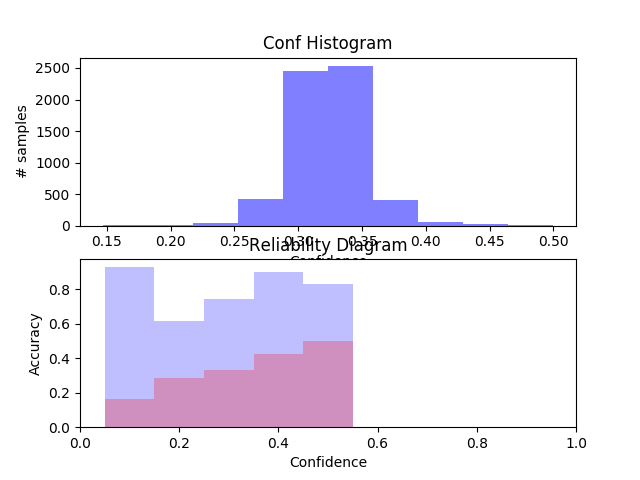 Conf Histogram
# samples
2500
2000
1500
1000
500
0
0.15 0.20 0.25 0.30 0.35 0.40 0.45 0.50
Confidence
Reliability Diagram
Accuracy
0.8
0.6
0.4
0.2
0.0
0.0 0.2 0.4 0.6 0.8 1.0
Confidence